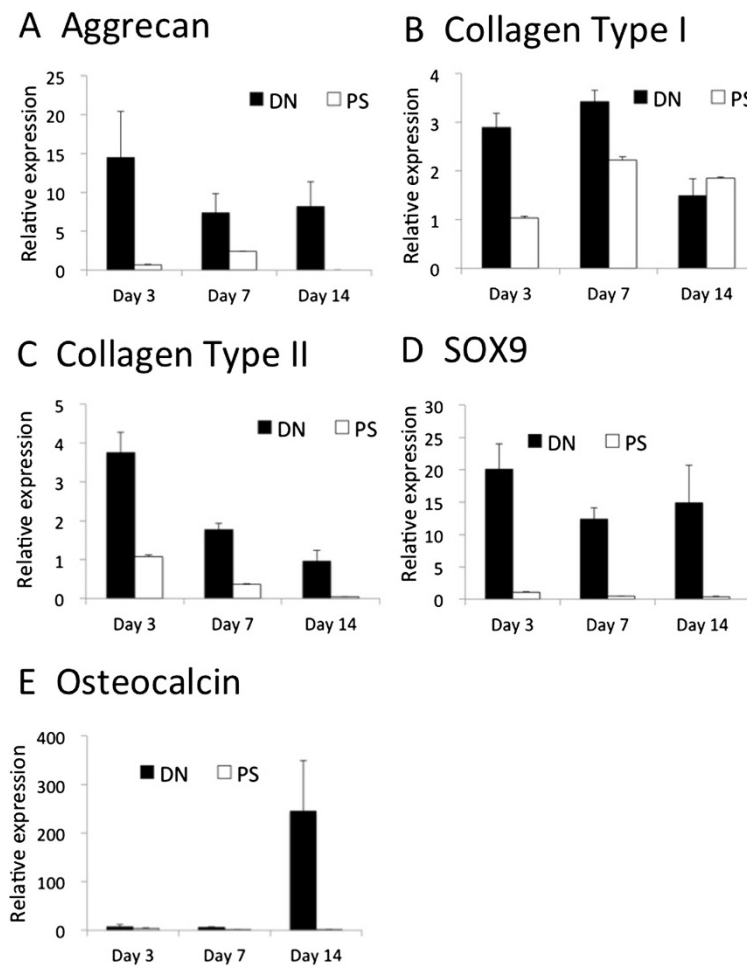 A Aggrecan
Relative expression
25
20
15
10
5
0
DN PS
Day 3 Day 7 Day 14
B Collagen Type I
Relative expression
4
3
2
1
0
DN PS
Day 3 Day 7 Day 14
C Collagen Type II
Relative expression
5
4
3
2
1
0
DN PS
Day 3 Day 7 Day 14
D SOX9
Relative expression
30
25
20
15
10
5
0
DN PS
Day 3 Day 7 Day 14
E Osteocalcin
Relative expression
400
300
200
100
0
DN PS
Day 3 Day 7 Day 14